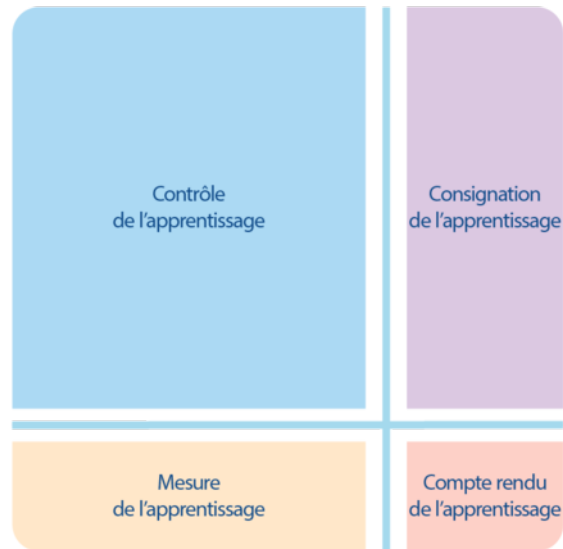 Contrôle
de l’apprentissage
Consignation
de l’apprentissage
Mesure
de l’apprentissage
Compte rendu
de l’apprentissage